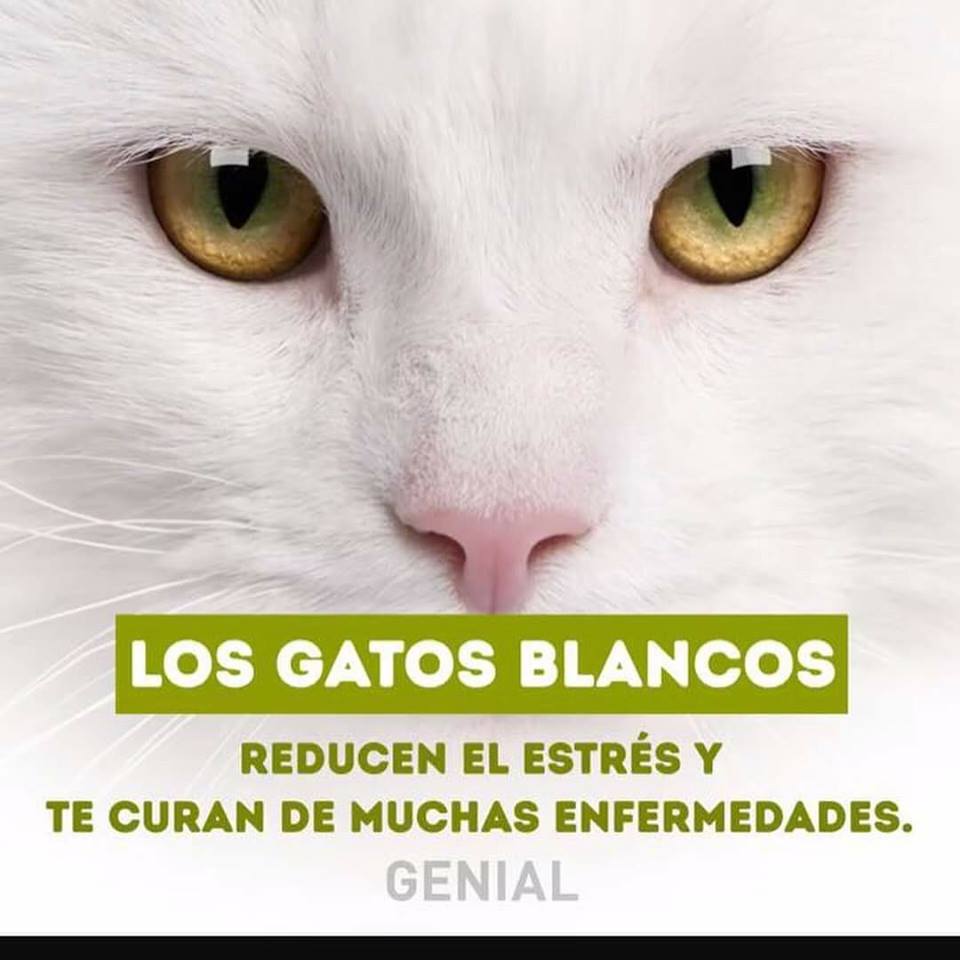 LOS GATOS BLANCOS
REDUCEN EL ESTRÉS Y
TE CURAN DE MUCHAS ENFERMEDADES.
GENIAL